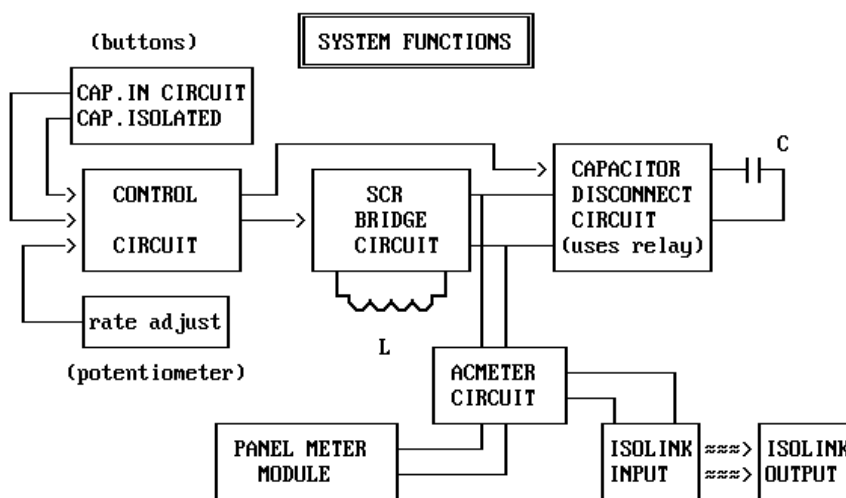 (buttons)
SYSTEM FUNCTIONS
CAP.IN CIRCUIT
CAP.ISOLATED
CONTROL
CIRCUIT
SCR
BRIDGE
CIRCUIT
CAPACITOR
DISCONNECT
CIRCUIT
(uses relay)
C
rate adjust
(potentiometer)
L
ACMETER
CIRCUIT
PANEL METER
MODULE
ISOLINK
INPUT
ISOLINK
OUTPUT